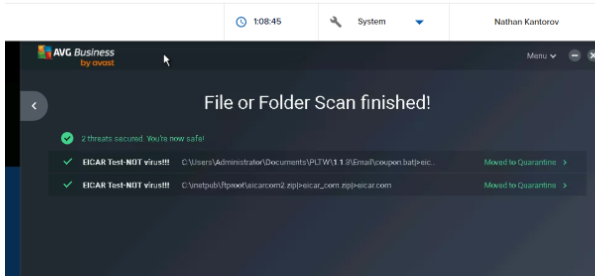 1:08:45 System Nathan Kantorov
AVG Business
by avast
Menu
File or Folder Scan finished!
2 threats secured. You're now safe!
EICAR Test-NOT virus!!! C:\Users\Administrator\Documents\PLTW\1.1.3\Email\coupon.bat|>eic.. Moved to Quarantine
EICAR Test-NOT virus!!! C:\inetpub\ftproot\eicarcom2.zip|>eicar_com.zip|>eicar.com Moved to Quarantine